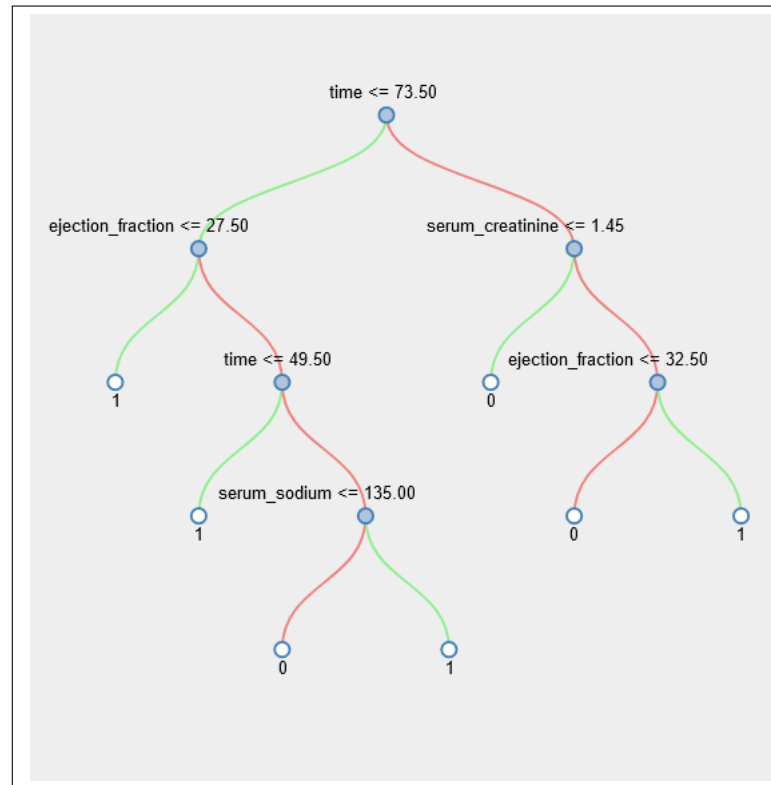 time <= 73.50
ejection_fraction <= 27.50
serum_creatinine <= 1.45
1
time <= 49.50
0
ejection_fraction <= 32.50
1
serum_sodium <= 135.00
0
1
0
1